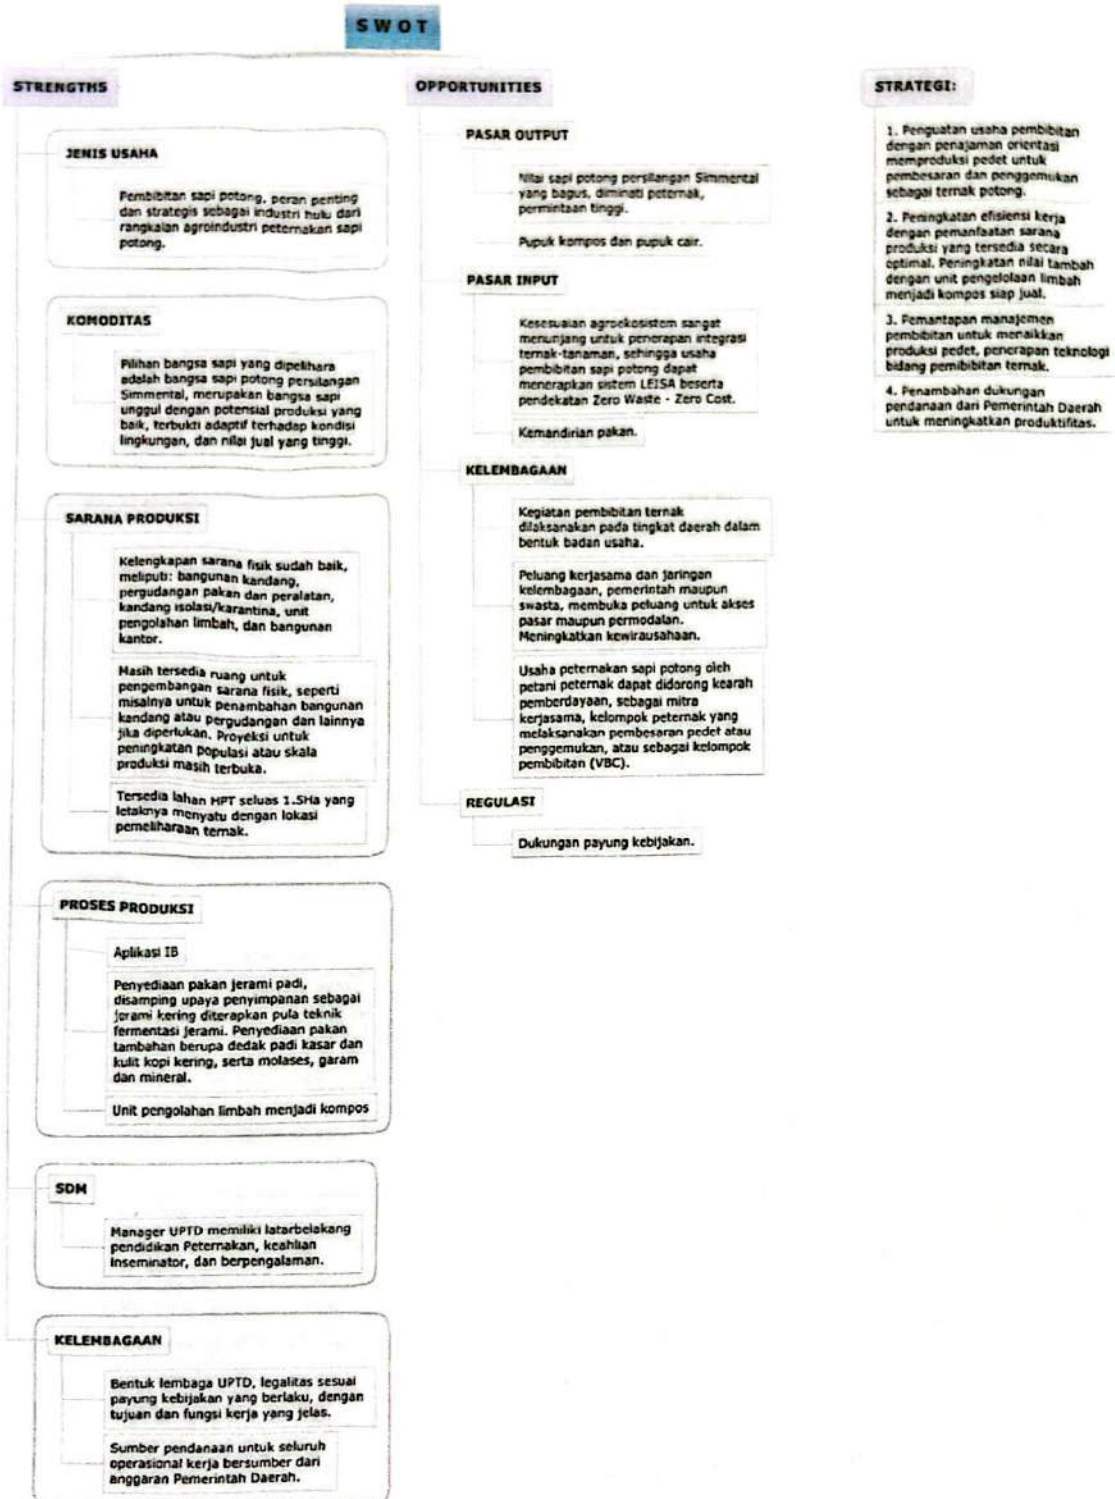 SWOT
STRENGTHS
JENIS USAHA
Pembibitan sapi potong, peran penting
dan strategis sebagai industri hulu dari
rangkaian agroindustri peternakan sapi
potong.
KOMODITAS
Pilihan bangsa sapi yang dipelihara
adalah bangsa sapi potong persilangan
Simmental, merupakan bangsa sapi
unggul dengan potensial produksi yang
baik, terbukti adaptif terhadap kondisi
lingkungan, dan nilai jual yang tinggi.
SARANA PRODUKSI
Kelengkapan sarana fisik sudah baik,
meliputi: bangunan kandang,
pergudangan pakan dan peralatan,
kandang isolasi/karantina, unit
pengolahan limbah, dan bangunan
kantor.
Masih tersedia ruang untuk
pengembangan sarana fisik, seperti
misalnya untuk penambahan bangunan
kandang atau pergudangan dan lainnya
jika diperlukan. Proyeksi untuk
peningkatan populasi atau skala
produksi masih terbuka.
Tersedia lahan HPT seluas 1.5Ha yang
letaknya menyatu dengan lokasi
pemeliharaan ternak.
PROSES PRODUKSI
Aplikasi IB
Penyediaan pakan jerami padi,
disamping upaya penyimpanan sebagai
jerami kering diterapkan pula teknik
fermentasi jerami. Penyediaan pakan
tambahan berupa dedak padi kasar dan
kulit kopi kering, serta molases, garam
dan mineral.
Unit pengolahan limbah menjadi kompos
SDM
Manager UPTD memiliki latarbelakang
pendidikan Peternakan, keahlian
Inseminator, dan berpengalaman.
KELEMBAGAAN
Bentuk lembaga UPTD, legalitas sesuai
payung kebijakan yang berlaku, dengan
tujuan dan fungsi kerja yang jelas.
Sumber pendanaan untuk seluruh
operasional kerja bersumber dari
anggaran Pemerintah Daerah.
OPPORTUNITIES
PASAR OUTPUT
Nilai sapi potong persilangan Simmental
yang bagus, diminati peternak,
permintaan tinggi.
Pupuk kompos dan pupuk cair.
PASAR INPUT
Kesesuaian agroekosistem sangat
menunjang untuk penerapan integrasi
ternak-tanaman, sehingga usaha
pembibitan sapi potong dapat
menerapkan sistem LEISA beserta
pendekatan Zero Waste - Zero Cost.
Kemandirian pakan.
KELEMBAGAAN
Kegiatan pembibitan ternak
dilaksanakan pada tingkat daerah dalam
bentuk badan usaha.
Peluang kerjasama dan jaringan
kelembagaan, pemerintah maupun
swasta, membuka peluang untuk akses
pasar maupun permodalan.
Meningkatkan kewirausahaan.
Usaha peternakan sapi potong oleh
petani peternak dapat didorong kearah
pemberdayaan, sebagai mitra
kerjasama, kelompok peternak yang
melaksanakan pembesaran pedet atau
penggemukan, atau sebagai kelompok
pembibitan (VBC).
REGULASI
Dukungan payung kebijakan.
STRATEGI:
1. Penguatan usaha pembibitan
dengan penajaman orientasi
memproduksi pedet untuk
pembesaran dan penggemukan
sebagai ternak potong.
2. Peningkatan efisiensi kerja
dengan pemanfaatan sarana
produksi yang tersedia secara
optimal. Peningkatan nilai tambah
dengan unit pengelolaan limbah
menjadi kompos siap jual.
3. Pemantapan manajemen
pembibitan untuk menaikkan
produksi pedet, penerapan teknologi
bidang pembibitan ternak.
4. Penambahan dukungan
pendanaan dari Pemerintah Daerah
untuk meningkatkan produktifitas.